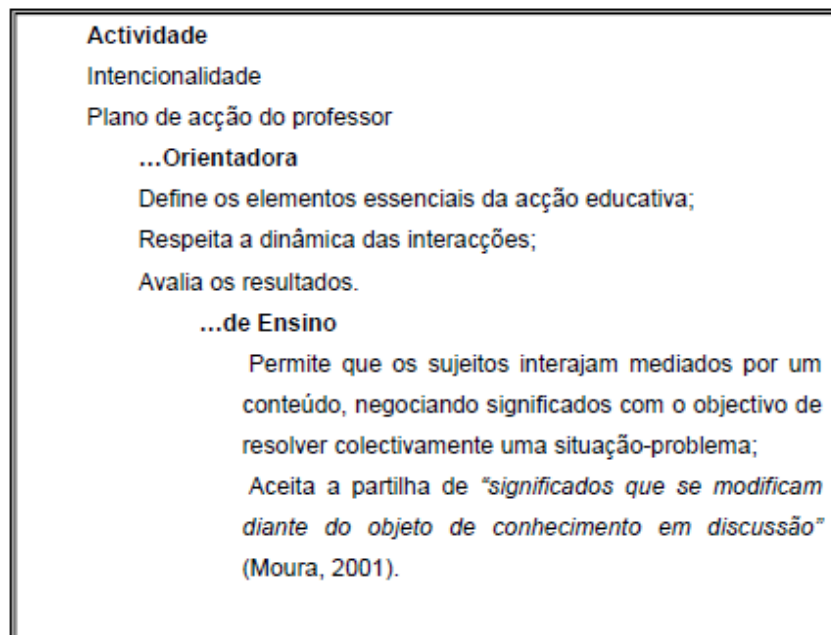 Actividade
Intencionalidade
Plano de acção do professor
...Orientadora
Define os elementos essenciais da acção educativa;
Respeita a dinâmica das interacções;
Avalia os resultados.
...de Ensino
Permite que os sujeitos interajam mediados por um
conteúdo, negociando significados com o objectivo de
resolver colectivamente uma situação-problema;
Aceita a partilha de “significados que se modificam
diante do objeto de conhecimento em discussão”
(Moura, 2001).